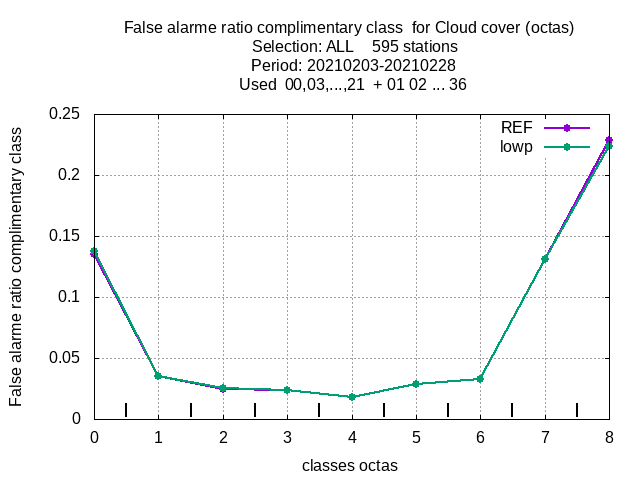 False alarme ratio complimentary class  for Cloud cover (octas)
Selection: ALL    595 stations
Period: 20210203-20210228
Used  00,03,...,21  + 01 02 ... 36
False alarme ratio complimentary class
0.25
0.2
0.15
0.1
0.05
0
REF
lowp
0 1 2 3 4 5 6 7 8
classes octas